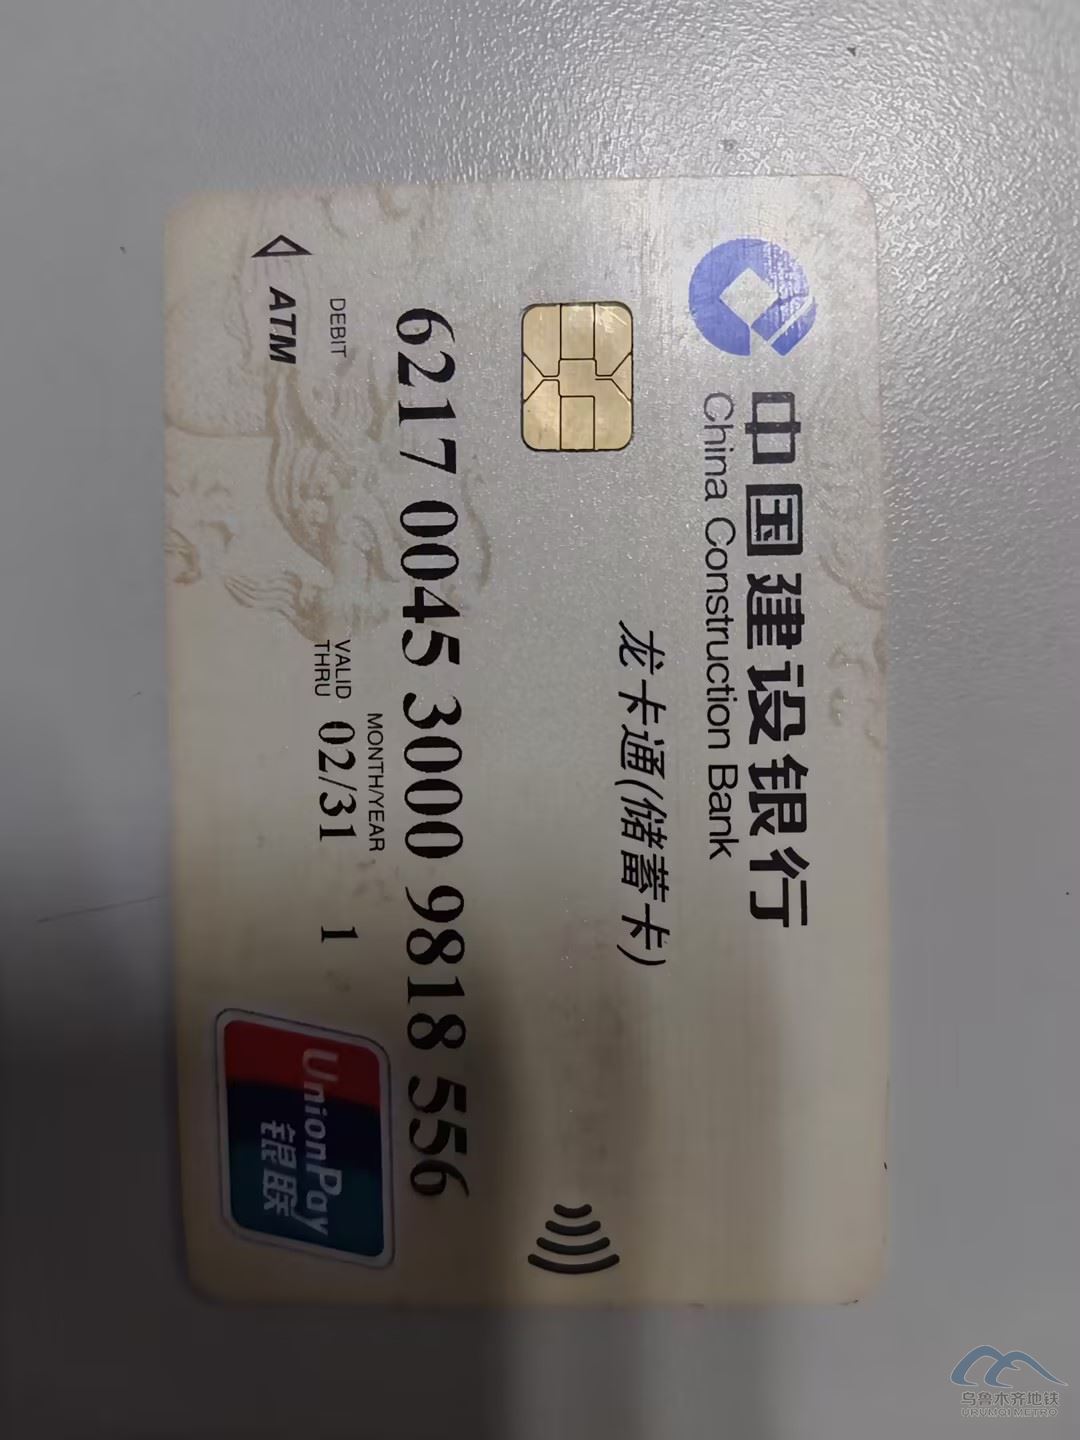 中国建设银行
China Construction Bank
龙卡通(储蓄卡)
6217 0045 3000 9818 556
DEBIT
MONTH/YEAR
VALID
THRU 02/31 1
ATM
UnionPay
银联
乌鲁木齐地铁
URUMQI METRO